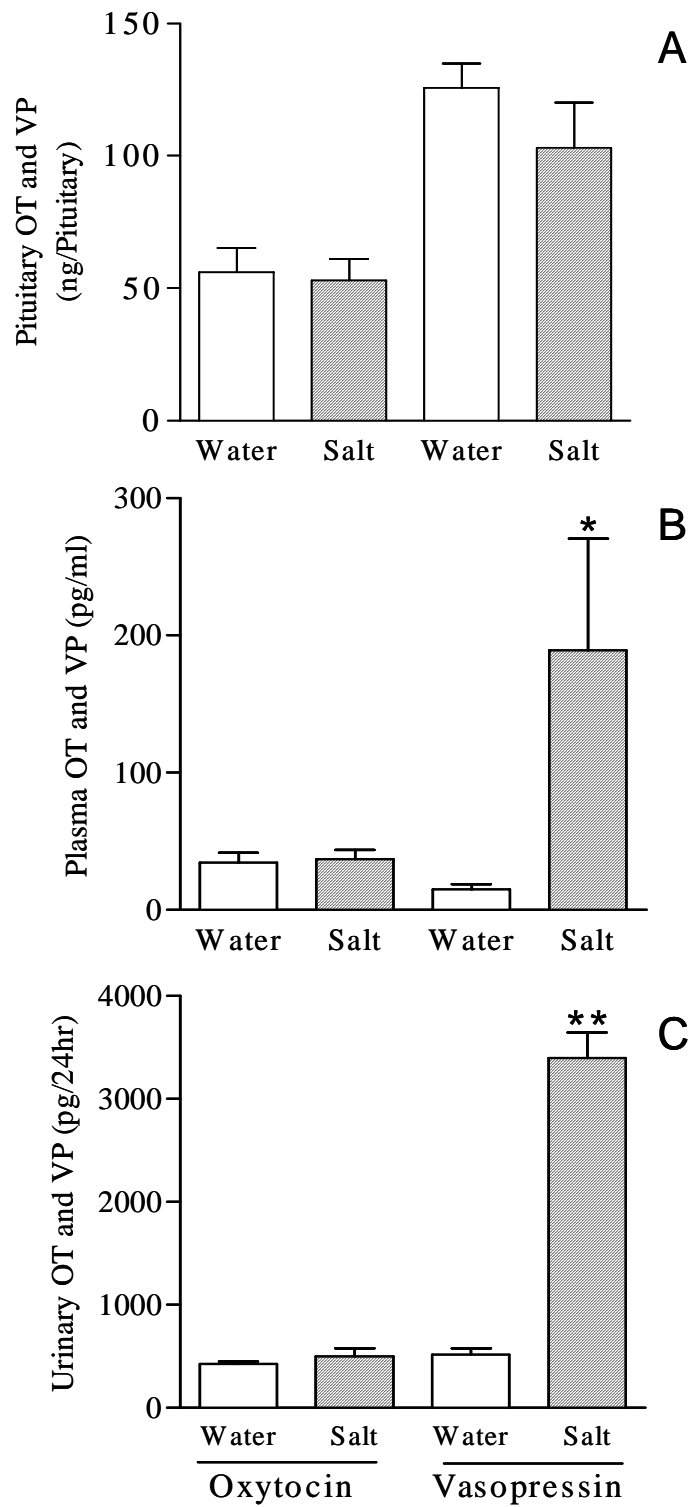 A
Pituitary OT and VP
(ng/Pituitary)
150
100
50
0
Water Salt Water Salt
B
Plasma OT and VP (pg/ml)
300
200
100
0
*
Water Salt Water Salt
C
Urinary OT and VP (pg/24hr)
4000
3000
2000
1000
0
**
Water Salt Water Salt
Oxytocin Vasopressin